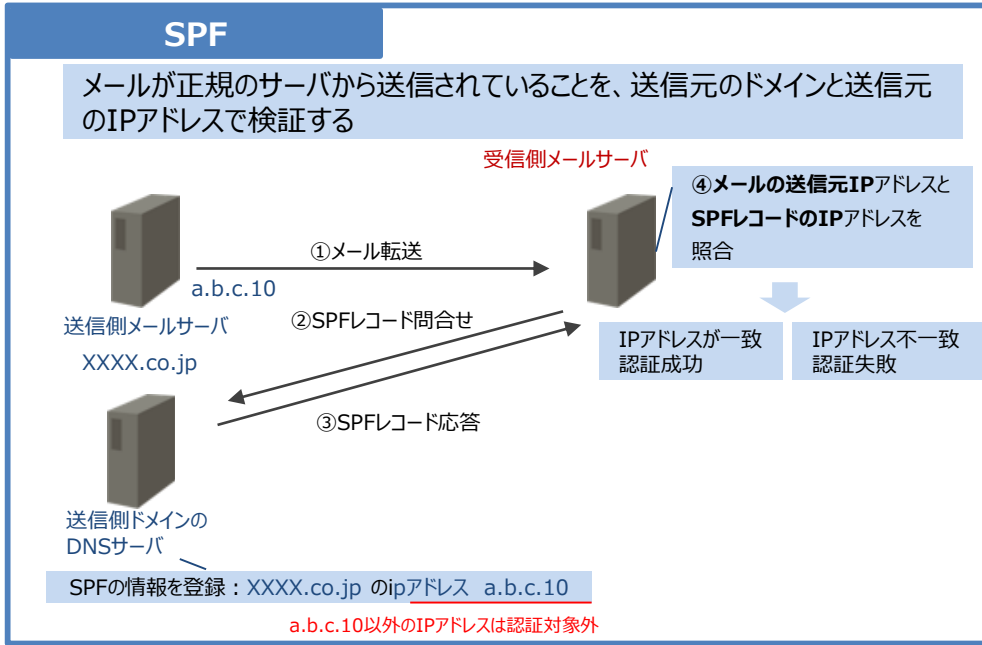 SPF
メールが正規のサーバから送信されていることを、送信元のドメインと送信元
のIPアドレスで検証する
受信側メールサーバ
④メールの送信元IPアドレスと
SPFレコードのIPアドレスを
照合
①メール転送
a.b.c.10
送信側メールサーバ
XXXX.co.jp
②SPFレコード問合せ
IPアドレスが一致
認証成功
IPアドレス不一致
認証失敗
③SPFレコード応答
送信側ドメインの
DNSサーバ
SPFの情報を登録：XXXX.co.jp のipアドレス a.b.c.10
a.b.c.10以外のIPアドレスは認証対象外